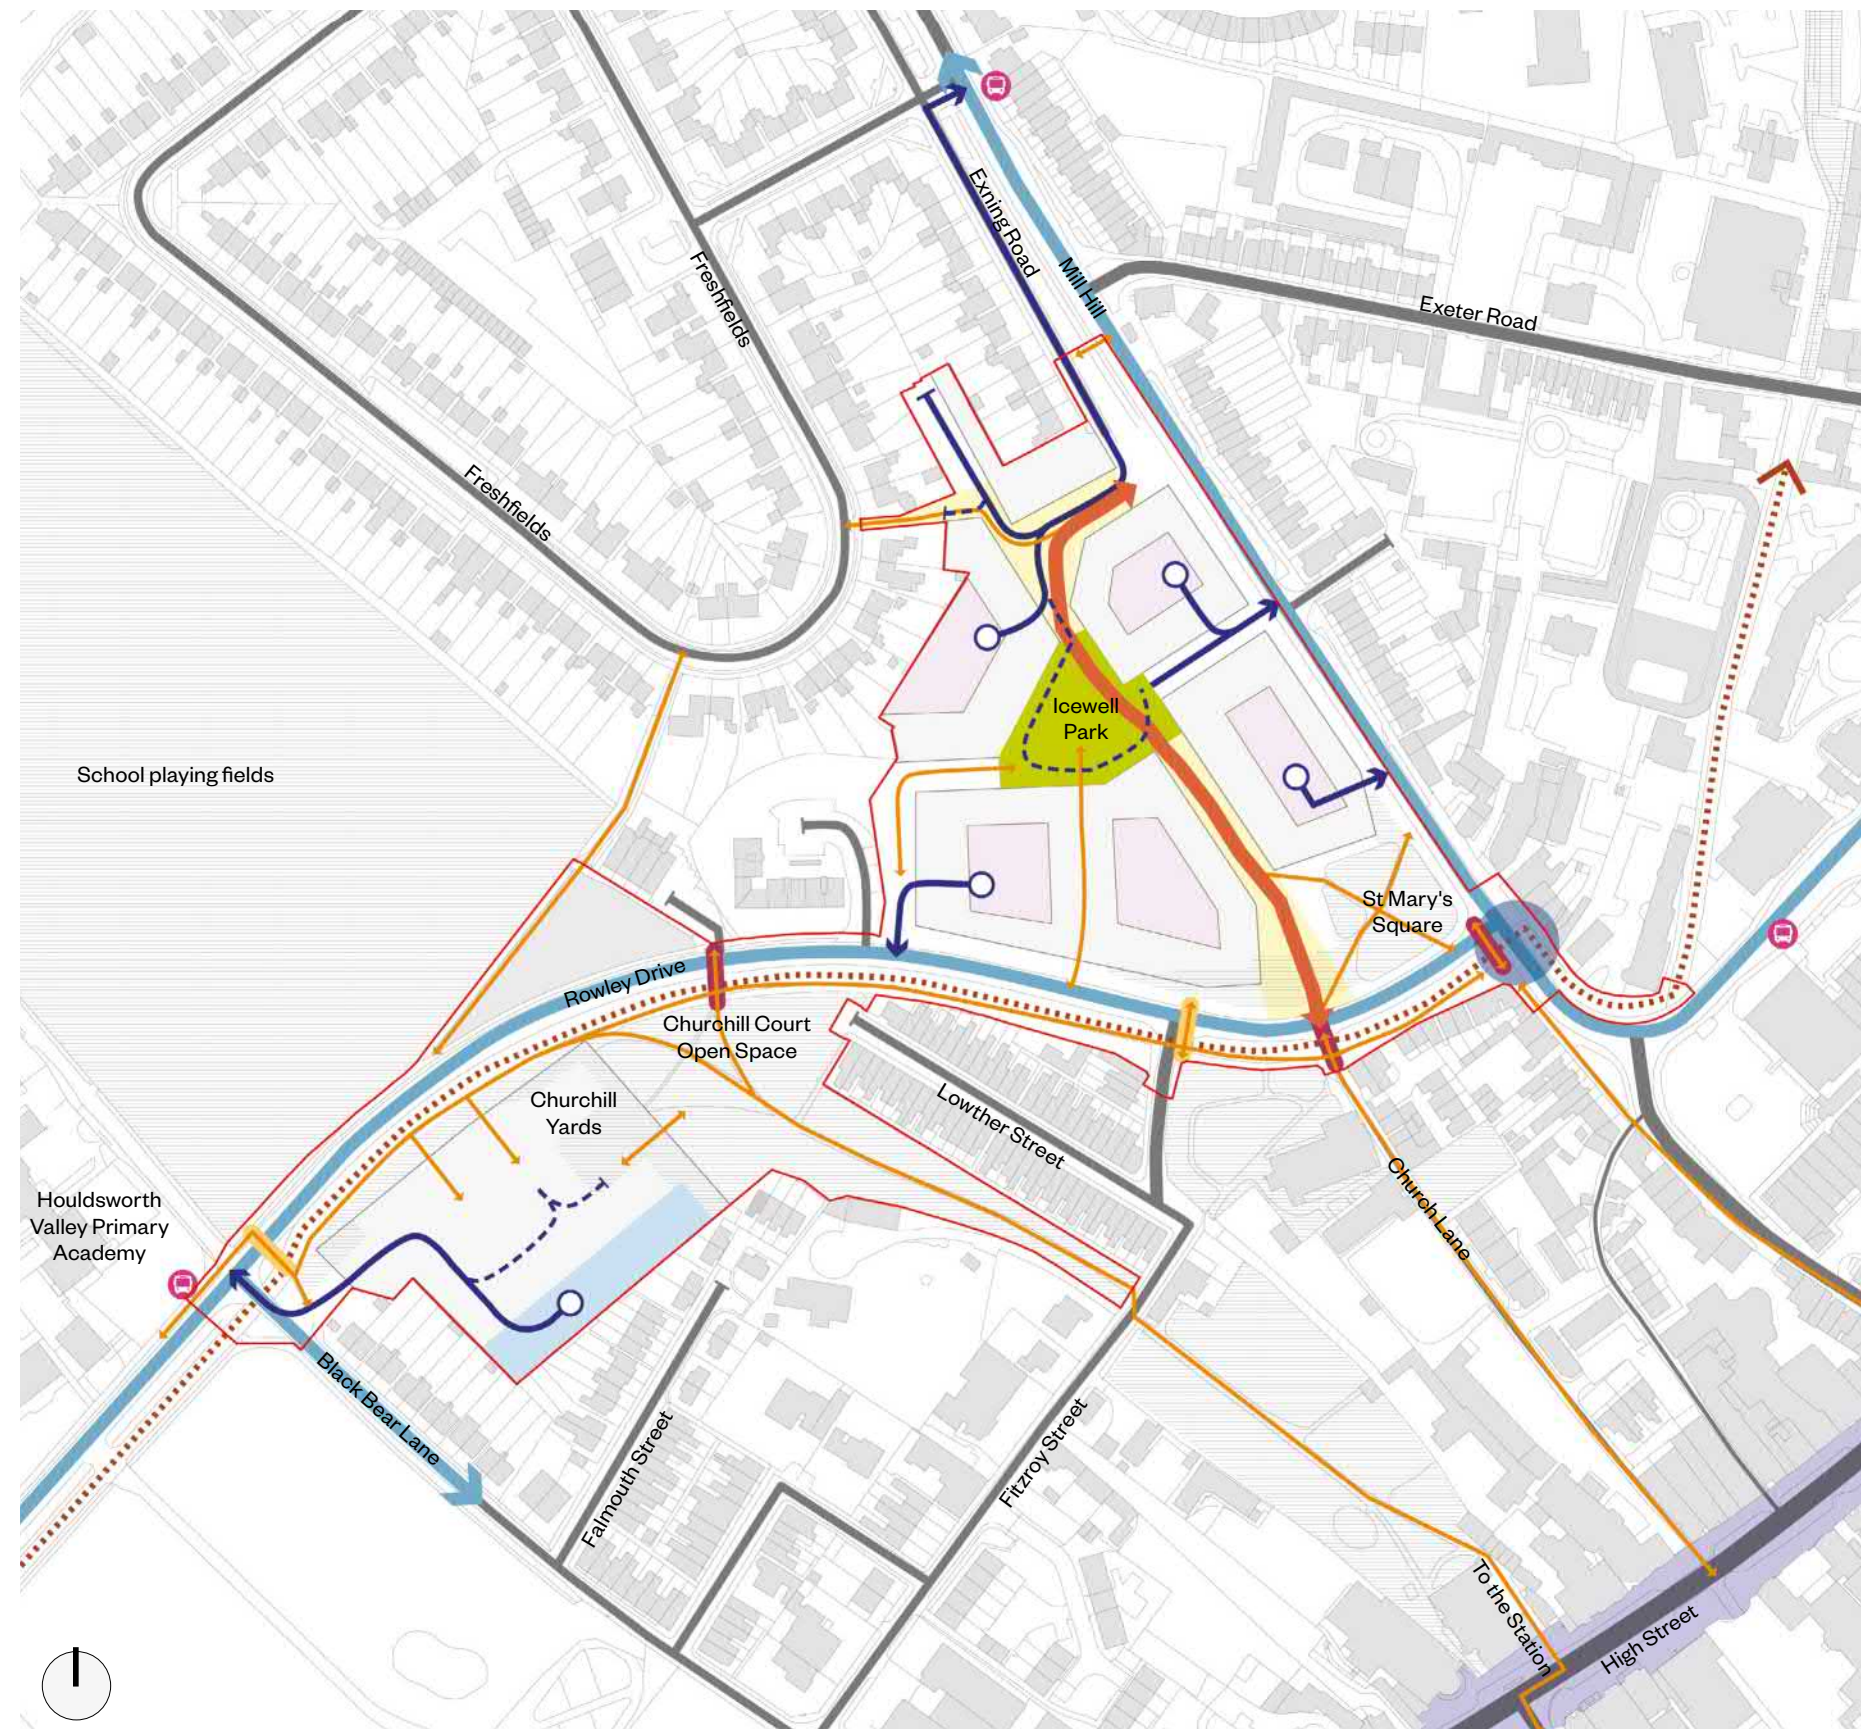 Exning Road
Mill Hill
Freshfields
Exeter Road
Freshfields
Icewell
Park
School playing fields
St Mary's
Square
Rowley Drive
Churchill Court
Open Space
Churchill
Yards
Lowther Street
Church Lane
Houldsworth
Valley Primary
Academy
Black Bear Lane
Falmouth Street
Fitzroy Street
To the Station
High Street